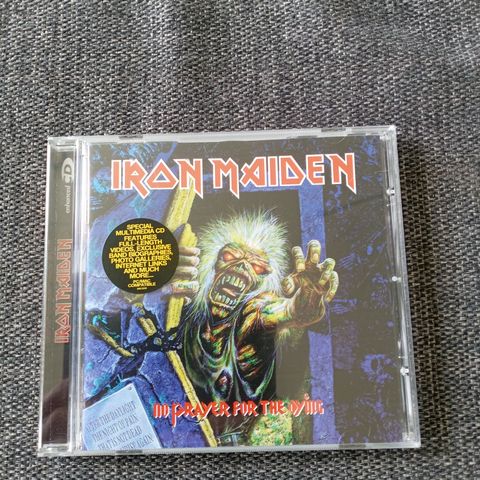 IRON MAIDEN
SPECIAL
MULTIMEDIA CD
FEATURES
FULL-LENGTH
VIDEOS, EXCLUSIVE
BAND BIOGRAPHIES,
PHOTO GALLERIES,
INTERNET LINKS
AND MUCH
MORE...
COMPATIBLE
NO PRAYER FOR THE DYING
enhanced CD
IRON MAIDEN